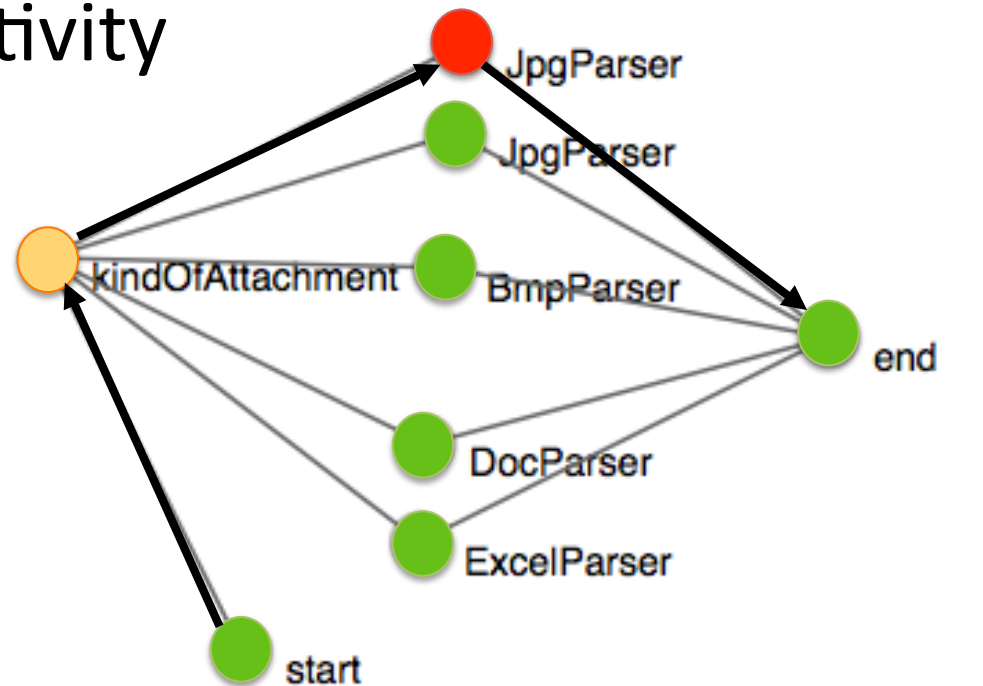 tivity
JpgParser
JpgParser
kindOfAttachment
BmpParser
end
DocParser
ExcelParser
start